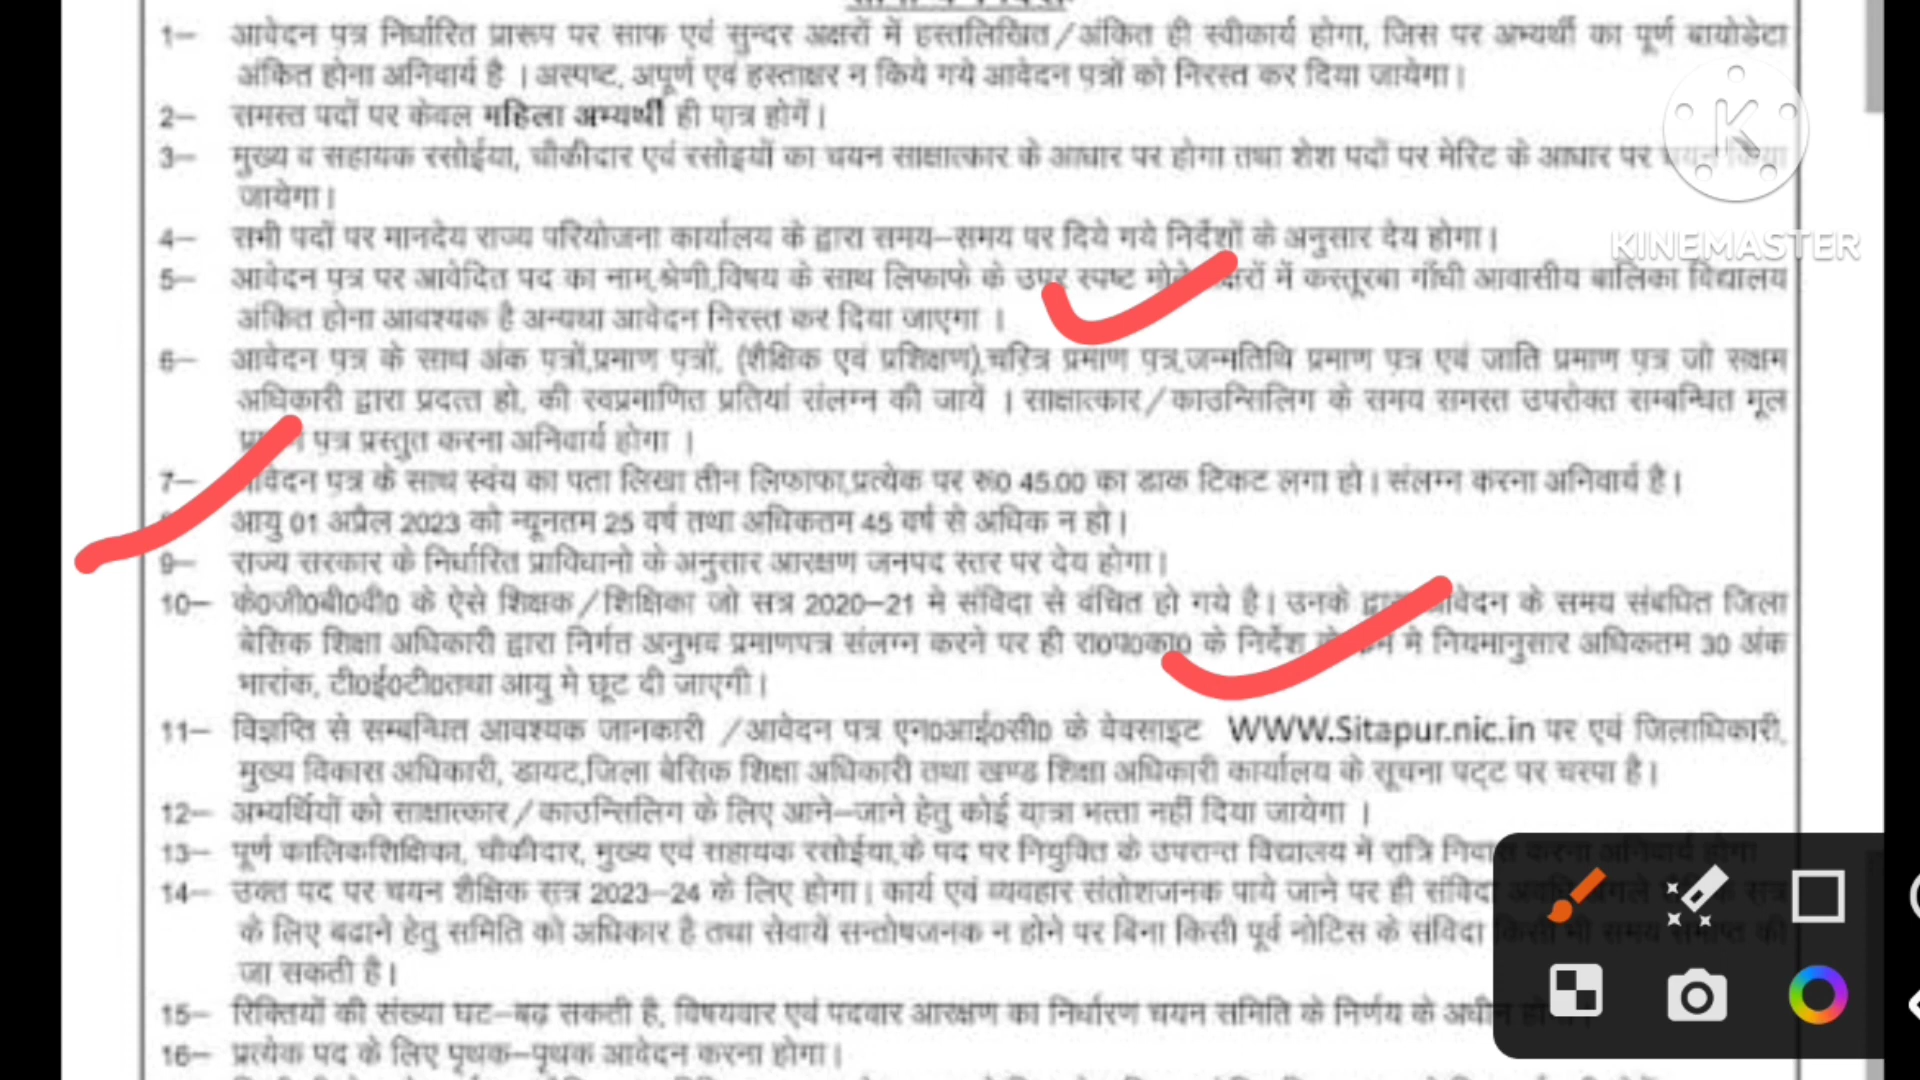 1— आवेदन पत्र निर्धारित प्रारूप पर साफ एवं सुन्दर अक्षरों में हस्तलिखित/अंकित ही स्वीकार्य होगा, जिस पर अभ्यर्थी का पूर्ण बायोडेटा
अंकित होना अनिवार्य है । अस्पष्ट, अपूर्ण एवं हस्ताक्षर न किये गये आवेदन पत्रों को निरस्त कर दिया जायेगा।
2— समस्त पदों पर केवल महिला अभ्यर्थी ही पात्र होगें।
3— मुख्य व सहायक रसोईया, चौकीदार एवं रसोइयों का चयन साक्षात्कार के आधार पर होगा तथा शेश पदों पर मेरिट के आधार पर चयन किया
जायेगा।
KINEMASTER
4— सभी पदों पर मानदेय राज्य परियोजना कार्यालय के द्वारा समय—समय पर दिये गये निर्देशों के अनुसार देय होगा।
5— आवेदन पत्र पर आवेदित पद का नाम,श्रेणी,विषय के साथ लिफाफे के उपर स्पष्ट में कस्तूरबा गाँधी आवासीय बालिका विद्यालय
अंकित होना आवश्यक है अन्यथा आवेदन निरस्त कर दिया जाएगा ।
6— आवेदन पत्र के साथ अंक पत्रों,प्रमाण पत्रों, (शैक्षिक एवं प्रशिक्षण),चरित्र प्रमाण पत्र,जन्मतिथि प्रमाण पत्र एवं जाति प्रमाण पत्र जो सक्षम
अधिकारी द्वारा प्रदत्त हो, की स्वप्रमाणित प्रतियां संलग्न की जायें । साक्षात्कार/काउन्सिलिग के समय समस्त उपरोक्त सम्बन्धित मूल
पत्र प्रस्तुत करना अनिवार्य होगा ।
7— आवेदन पत्र के साथ स्वंय का पता लिखा तीन लिफाफा,प्रत्येक पर रू0 45.00 का डाक टिकट लगा हो। संलग्न करना अनिवार्य है।
आयु 01 अप्रैल 2023 को न्यूनतम 25 वर्ष तथा अधिकतम 45 वर्ष से अधिक न हो।
9— राज्य सरकार के निर्धारित प्राविधानो के अनुसार आरक्षण जनपद स्तर पर देय होगा।
10— के0जी0बी0वी0 के ऐसे शिक्षक/शिक्षिका जो सत्र 2020—21 मे संविदा से वंचित हो गये है। उनके द्वारा आवेदन के समय संबधित जिला
बेसिक शिक्षा अधिकारी द्वारा निर्गत अनुभव प्रमाणपत्र संलग्न करने पर ही रा0प0का0 के निर्देश मे नियमानुसार अधिकतम 30 अंक
भारांक, टी0ई0टी0तथा आयु मे छूट दी जाएगी।
11— विज्ञप्ति से सम्बन्धित आवश्यक जानकारी /आवेदन पत्र एन0आई0सी0 के वेवसाइट WWW.Sitapur.nic.in पर एवं जिलाधिकारी,
मुख्य विकास अधिकारी, डायट,जिला बेसिक शिक्षा अधिकारी तथा खण्ड शिक्षा अधिकारी कार्यालय के सूचना पट्ट पर चस्पा है।
12— अभ्यर्थियों को साक्षात्कार/काउन्सिलिग के लिए आने—जाने हेतु कोई यात्रा भत्ता नहीं दिया जायेगा ।
13— पूर्ण कालिकशिक्षिका, चौकीदार, मुख्य एवं सहायक रसोईया,के पद पर नियुक्ति के उपरान्त विद्यालय में रात्रि निवास करना अनिवार्य होगा
14— उक्त पद पर चयन शैक्षिक सत्र 2023—24 के लिए होगा। कार्य एवं व्यवहार संतोशजनक पाये जाने पर ही संविदा अवधि अगले सत्र
के लिए बढाने हेतु समिति को अधिकार है तथा सेवायें सन्तोषजनक न होने पर बिना किसी पूर्व नोटिस के संविदा किसी भी समय समाप्त की
जा सकती है।
15— रिक्तियों की संख्या घट—बढ़ सकती है, विषयवार एवं पदवार आरक्षण का निर्धारण चयन समिति के निर्णय के अधीन
16— प्रत्येक पद के लिए पृथक—पृथक आवेदन करना होगा।